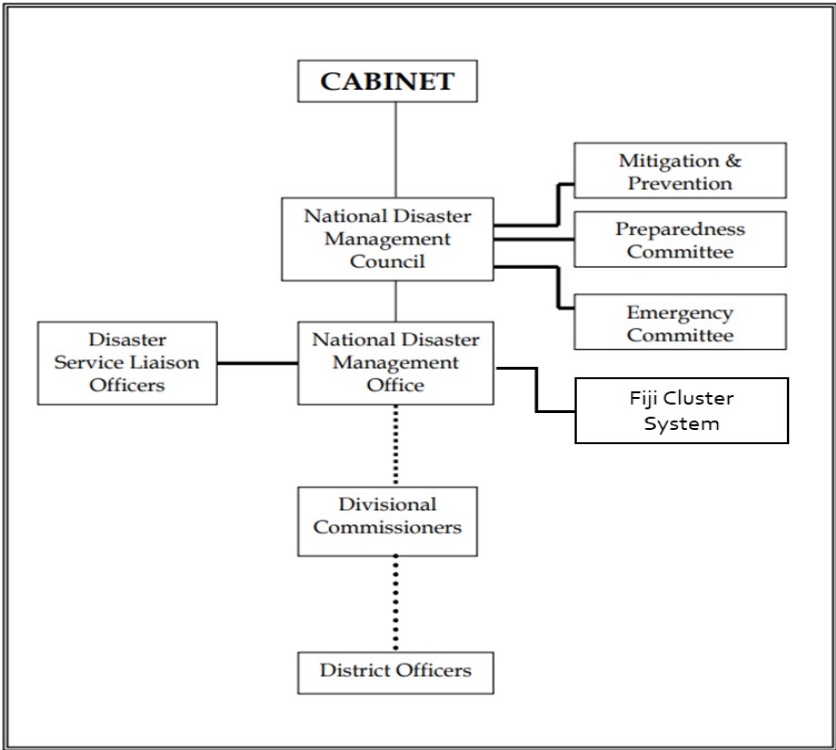 CABINET
National Disaster
Management
Council
Mitigation &
Prevention
Preparedness
Committee
Emergency
Committee
Disaster
Service Liaison
Officers
National Disaster
Management
Office
Fiji Cluster
System
Divisional
Commissioners
District Officers